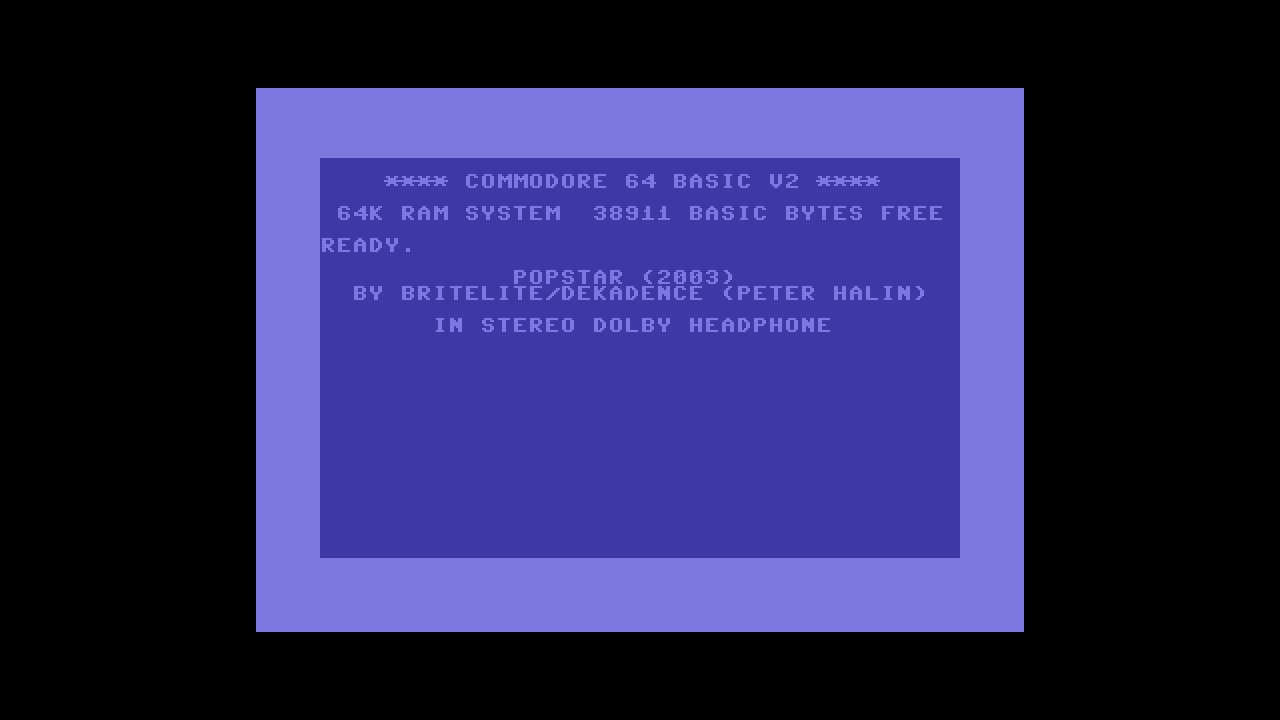 **** COMMODORE 64 BASIC V2 ****
64K RAM SYSTEM  38911 BASIC BYTES FREE
READY.
POPSTAR (2003)
BY BRITELITE/DEKADENCE (PETER HALIN)
IN STEREO DOLBY HEADPHONE